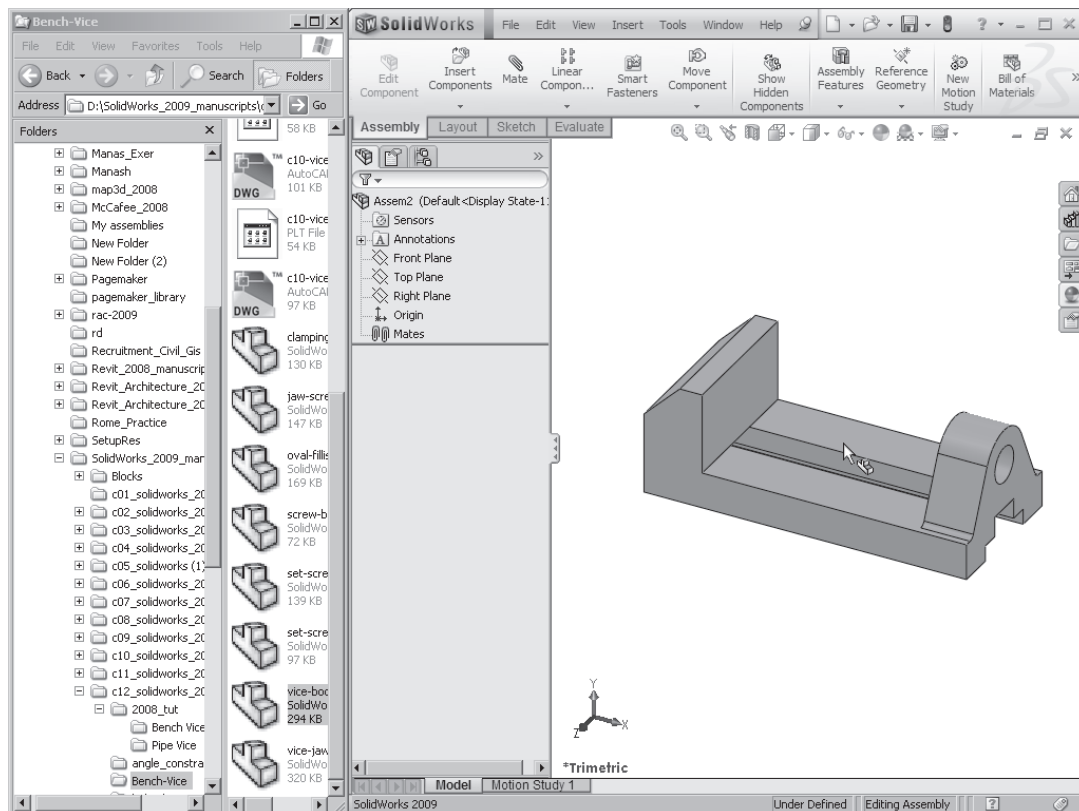 Bench-Vice
File Edit View Favorites Tools Help
Back Search Folders
Address D:\SolidWorks_2009_manuscripts\c Go
Folders
Manas_Exer
Manash
map3d_2008
McCafee_2008
My assemblies
New Folder
New Folder (2)
Pagemaker
pagemaker_library
rac-2009
rd
Recruitment_Civil_Gis
Revit_2008_manuscrip
Revit_Architecture_20
Revit_Architecture_20
Rome_Practice
SetupRes
SolidWorks_2009_man
Blocks
c01_solidworks_20
c02_solidworks_20
c03_solidworks_20
c04_solidworks_20
c05_solidworks (1)
c06_solidworks_20
c07_solidworks_20
c08_solidworks_20
c09_solidworks_20
c10_soildworks_20
c11_solidworks_20
c12_solidworks_20
2008_tut
Bench Vice
Pipe Vice
angle_constra
Bench-Vice
58 KB
DWG
c10-vice
AutoCAD
101 KB
c10-vice
PLT File
54 KB
DWG
c10-vice
AutoCAD
97 KB
clamping
SolidWo
130 KB
jaw-scre
SolidWo
147 KB
oval-fillis
SolidWo
169 KB
screw-b
SolidWo
72 KB
set-scre
SolidWo
139 KB
set-scre
SolidWo
97 KB
vice-boo
SolidWo
294 KB
vice-jaw
SolidWo
320 KB
SolidWorks File Edit View Insert Tools Window Help
Edit Component
Insert Components
Mate
Linear Compon...
Smart Fasteners
Move Component
Show Hidden Components
Assembly Features
Reference Geometry
New Motion Study
Bill of Materials
Assembly Layout Sketch Evaluate
Assem2 (Default<Display State-1
Sensors
Annotations
Front Plane
Top Plane
Right Plane
Origin
Mates
Y
X
Z
*Trimetric
Model Motion Study 1
SolidWorks 2009 Under Defined Editing Assembly